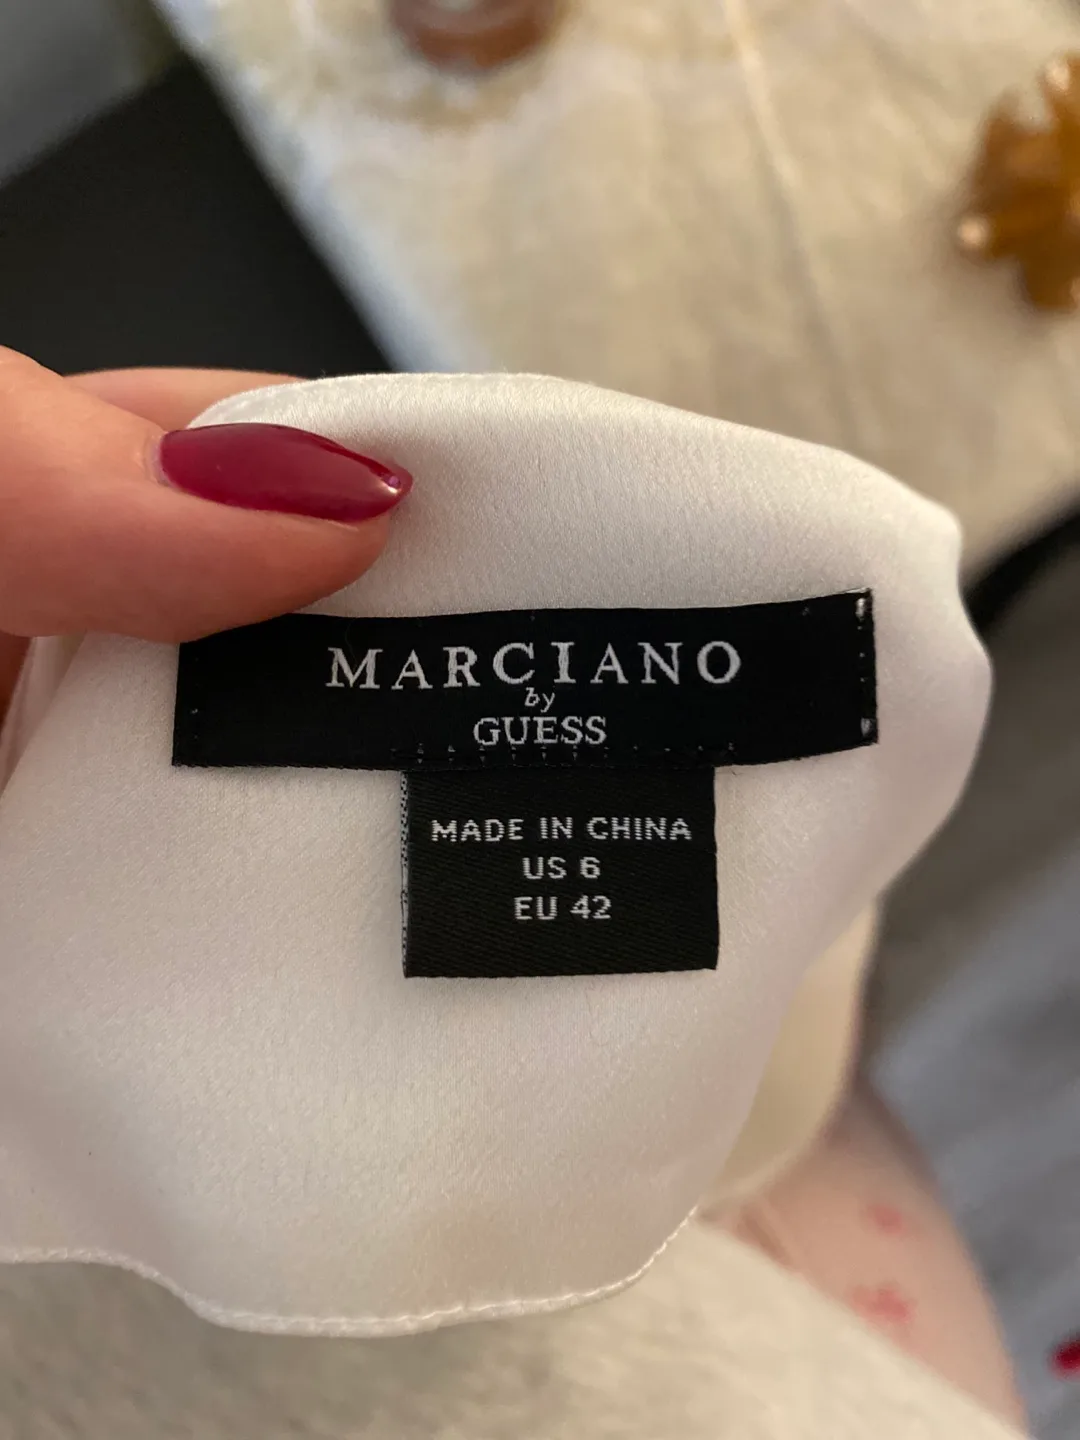 MARCIANO
by
GUESS
MADE IN CHINA
US 6
EU 42